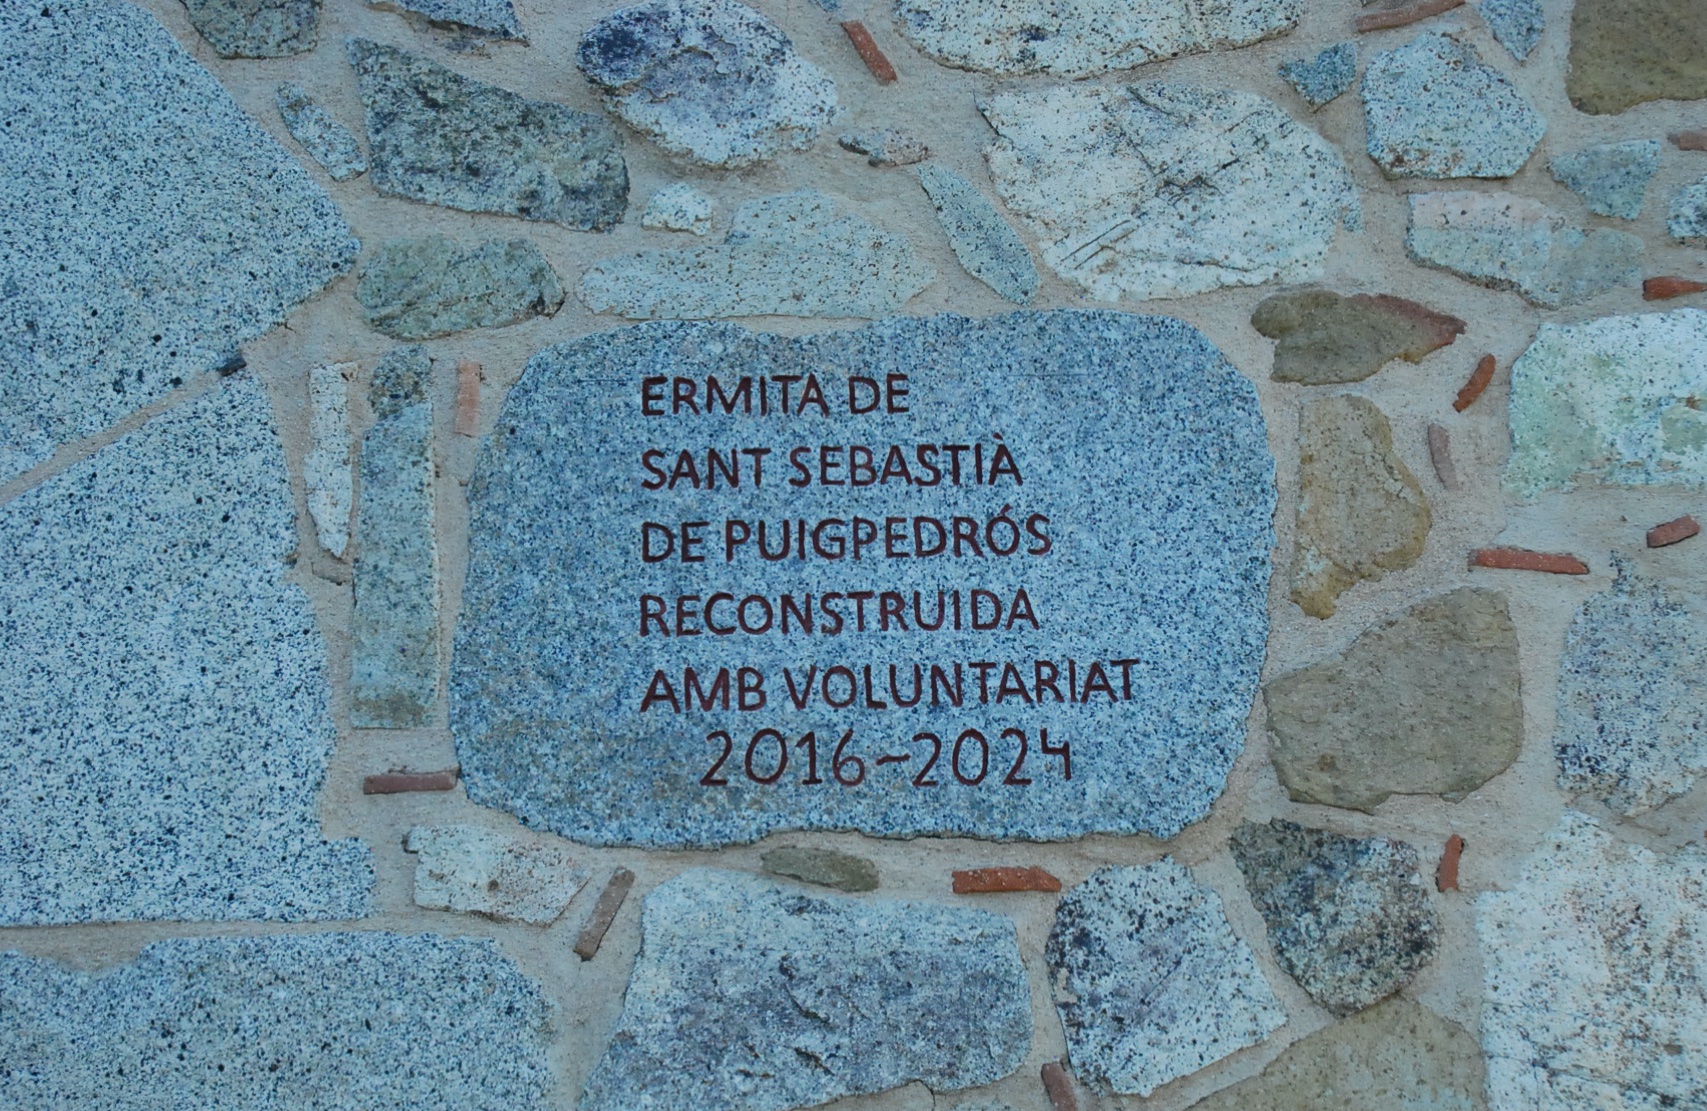 ERMITA DE
SANT SEBASTIÀ
DE PUIGPEDRÓS
RECONSTRUIDA
AMB VOLUNTARIAT
2016-2024